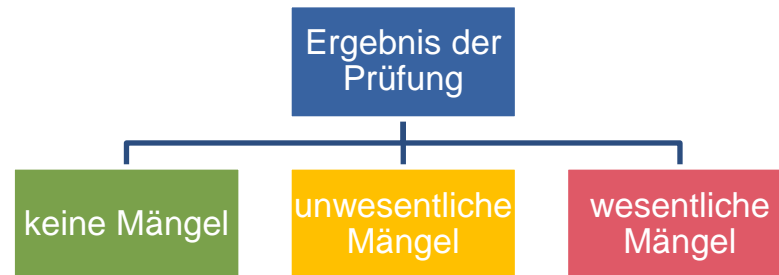 Ergebnis der
Prüfung
keine Mängel
unwesentliche
Mängel
wesentliche
Mängel